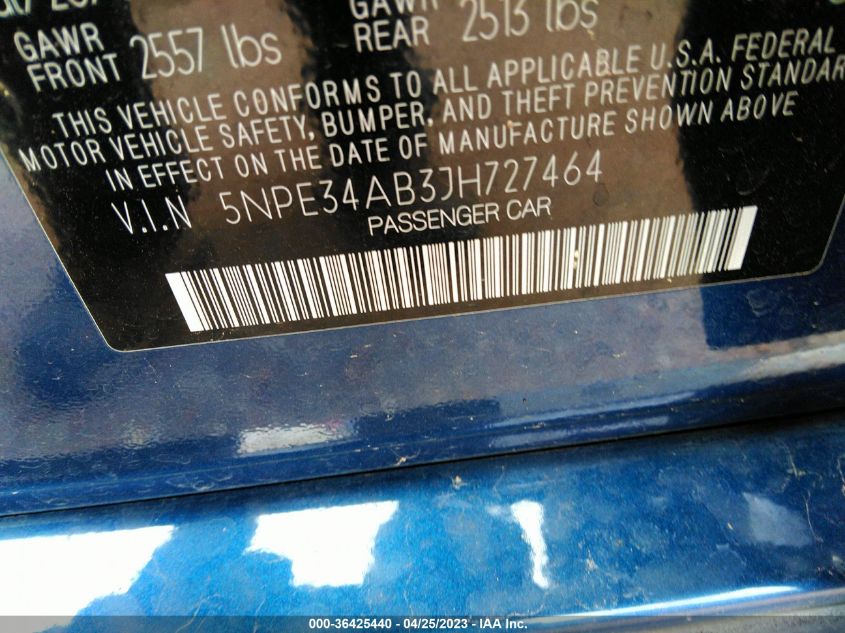 GAWR FRONT 2557 lbs GAWR REAR 2513 lbs
THIS VEHICLE CONFORMS TO ALL APPLICABLE U.S.A. FEDERAL
MOTOR VEHICLE SAFETY, BUMPER, AND THEFT PREVENTION STANDAR
IN EFFECT ON THE DATE OF MANUFACTURE SHOWN ABOVE
V.I.N 5NPE34AB3JH727464
PASSENGER CAR
000-36425440 - 04/25/2023 - IAA Inc.